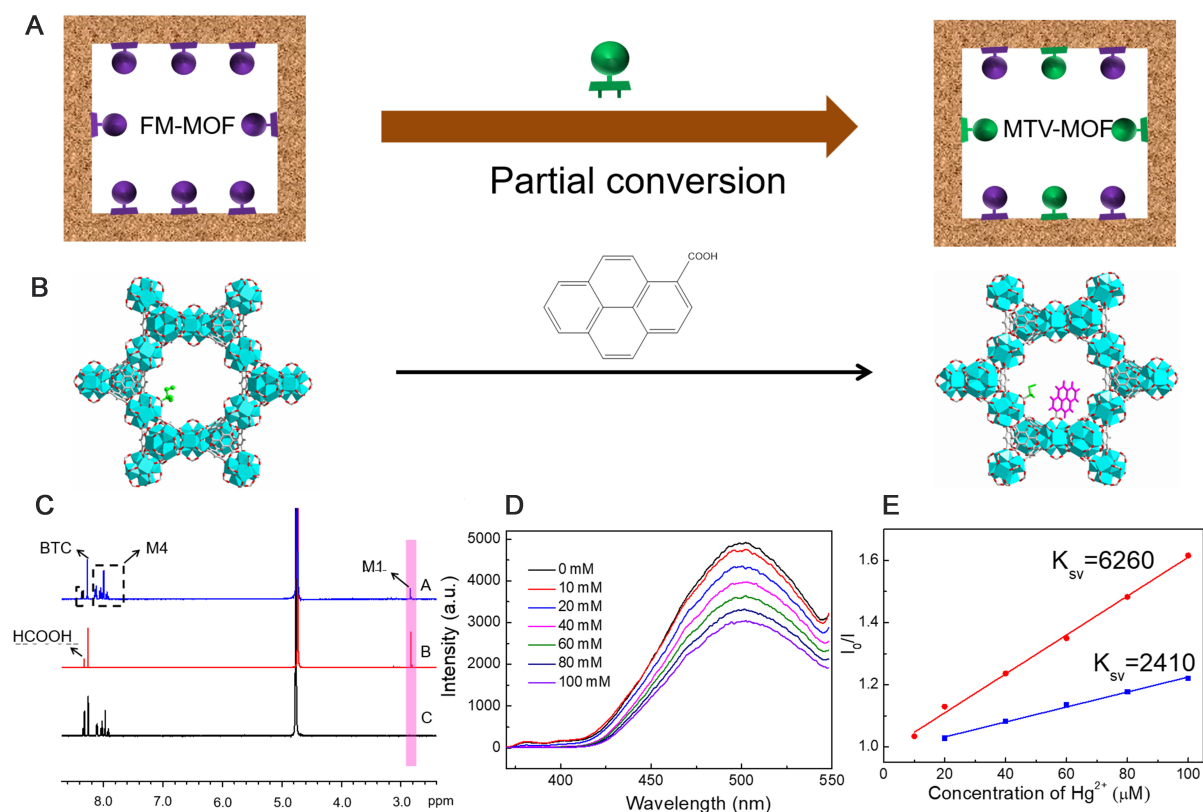 A
FM-MOF
MTV-MOF
Partial conversion
B
COOH
C
BTC
M4
M1
A
HCOOH
B
C
8.0 7.0 6.0 5.0 4.0 3.0 ppm
D
5000
4000
3000
2000
1000
0
Intensity (a.u.)
0 mM
10 mM
20 mM
40 mM
60 mM
80 mM
100 mM
400 450 500 550
Wavelength (nm)
E
1.6
1.4
1.2
1.0
I₀/I
Ksv=6260
Ksv=2410
0 20 40 60 80 100
Concentration of Hg²⁺ (μM)